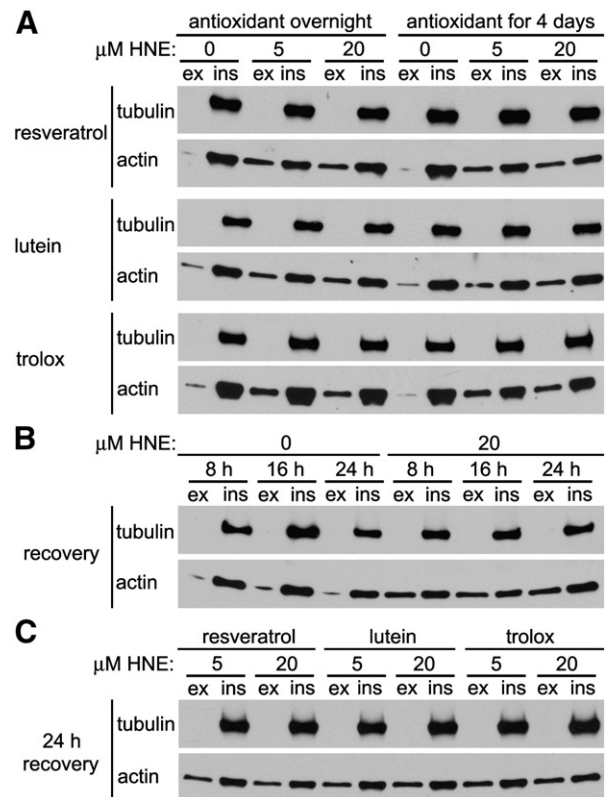 A
antioxidant overnight antioxidant for 4 days
μM HNE: 0 5 20 0 5 20
ex ins ex ins ex ins ex ins ex ins ex ins
resveratrol
tubulin
actin
lutein
tubulin
actin
trolox
tubulin
actin
B
μM HNE: 0 20
8 h 16 h 24 h 8 h 16 h 24 h
ex ins ex ins ex ins ex ins ex ins ex ins
recovery
tubulin
actin
C
resveratrol lutein trolox
μM HNE: 5 20 5 20 5 20
ex ins ex ins ex ins ex ins ex ins ex ins
24 h
recovery
tubulin
actin